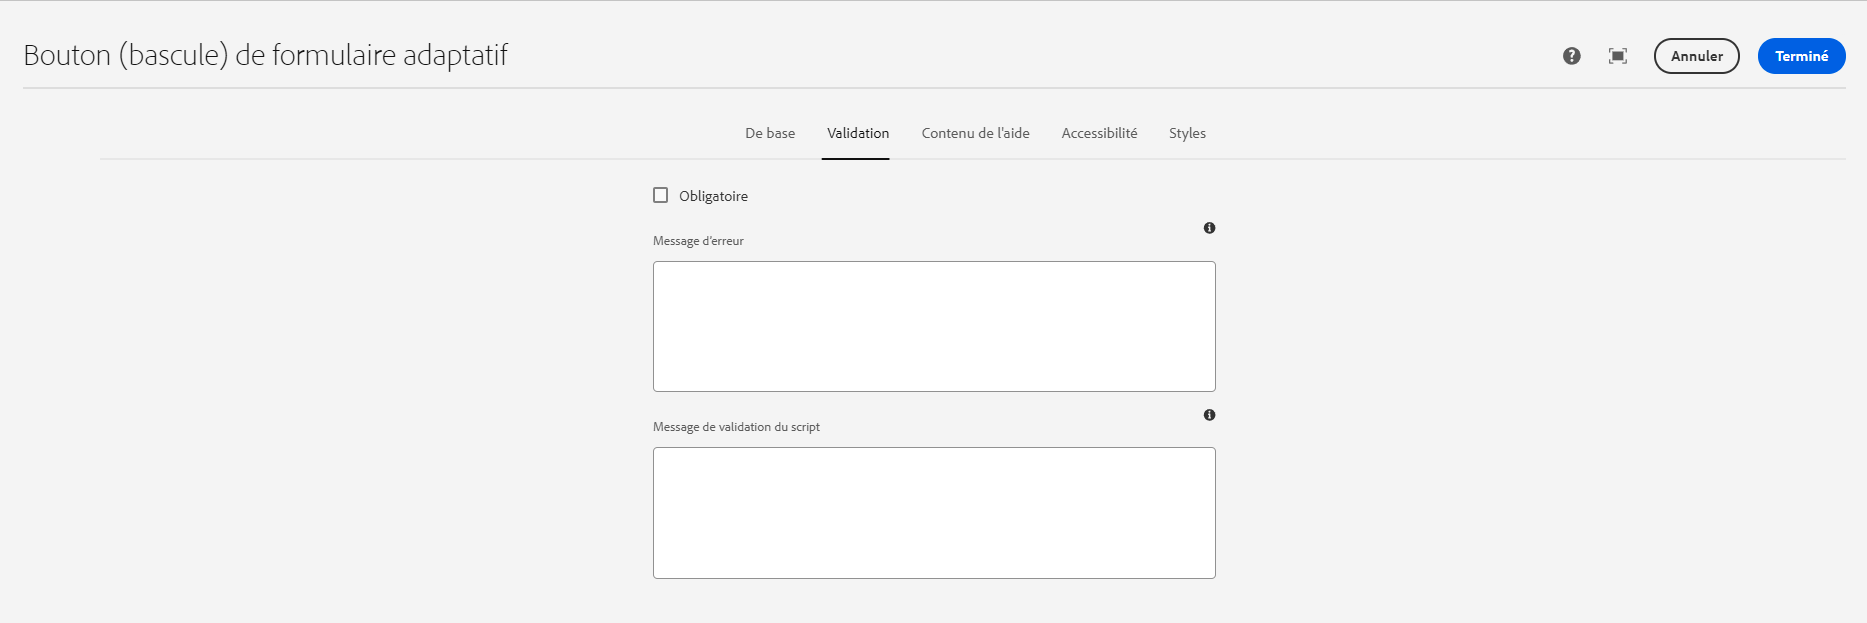 Bouton (bascule) de formulaire adaptatif
Annuler
Terminé
De base
Validation
Contenu de l'aide
Accessibilité
Styles
Obligatoire
Message d'erreur
Message de validation du script